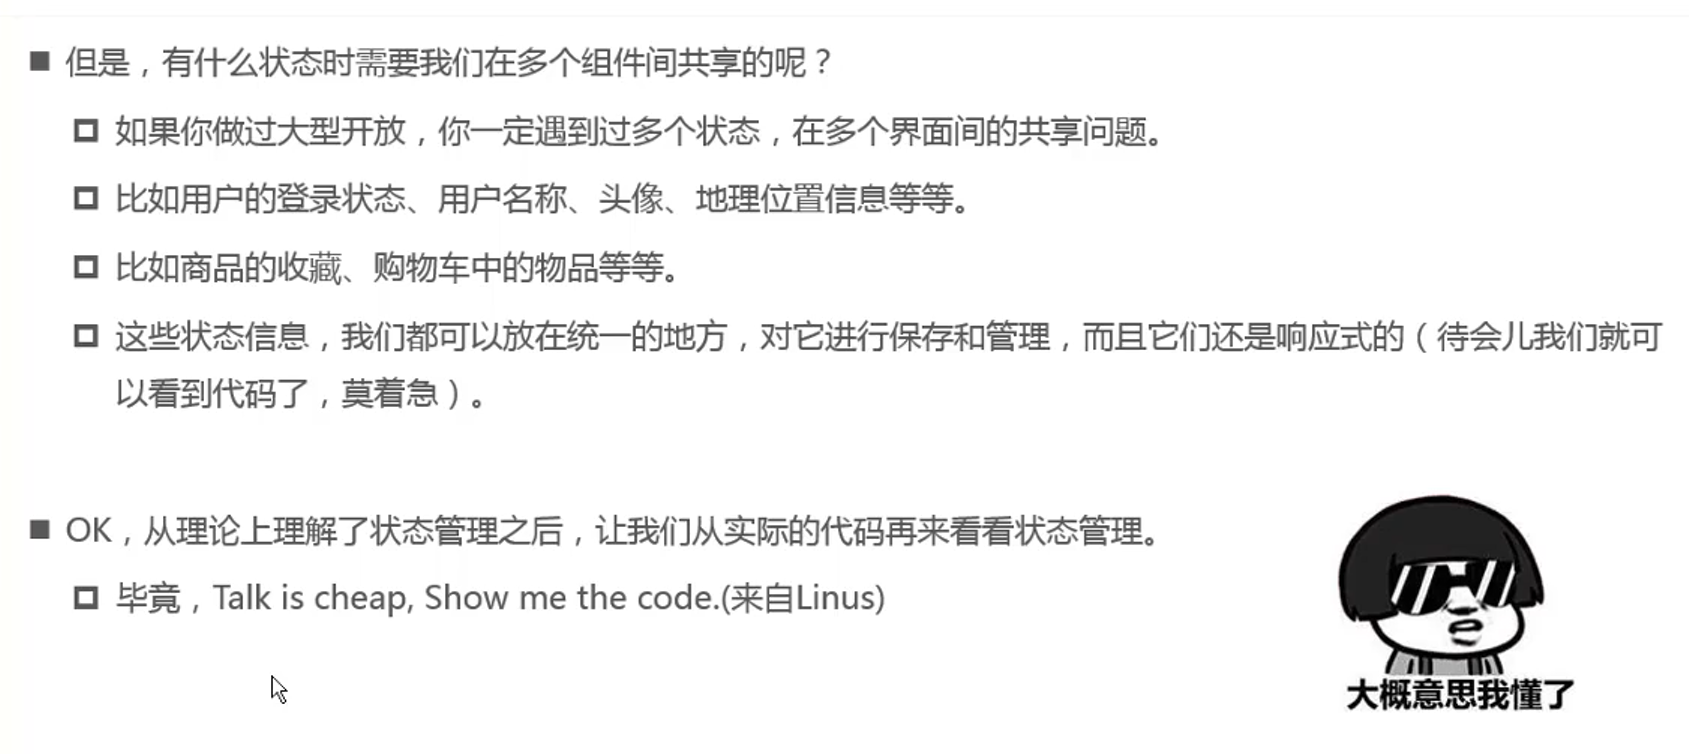 但是，有什么状态时需要我们在多个组件间共享的呢？
如果你做过大型开放，你一定遇到过多个状态，在多个界面间的共享问题。
比如用户的登录状态、用户名称、头像、地理位置信息等等。
比如商品的收藏、购物车中的物品等等。
这些状态信息，我们都可以放在统一的地方，对它进行保存和管理，而且它们还是响应式的（待会儿我们就可
以看到代码了，莫着急）。
OK，从理论上理解了状态管理之后，让我们从实际的代码再来看看状态管理。
毕竟，Talk is cheap, Show me the code.(来自Linus)
大概意思我懂了